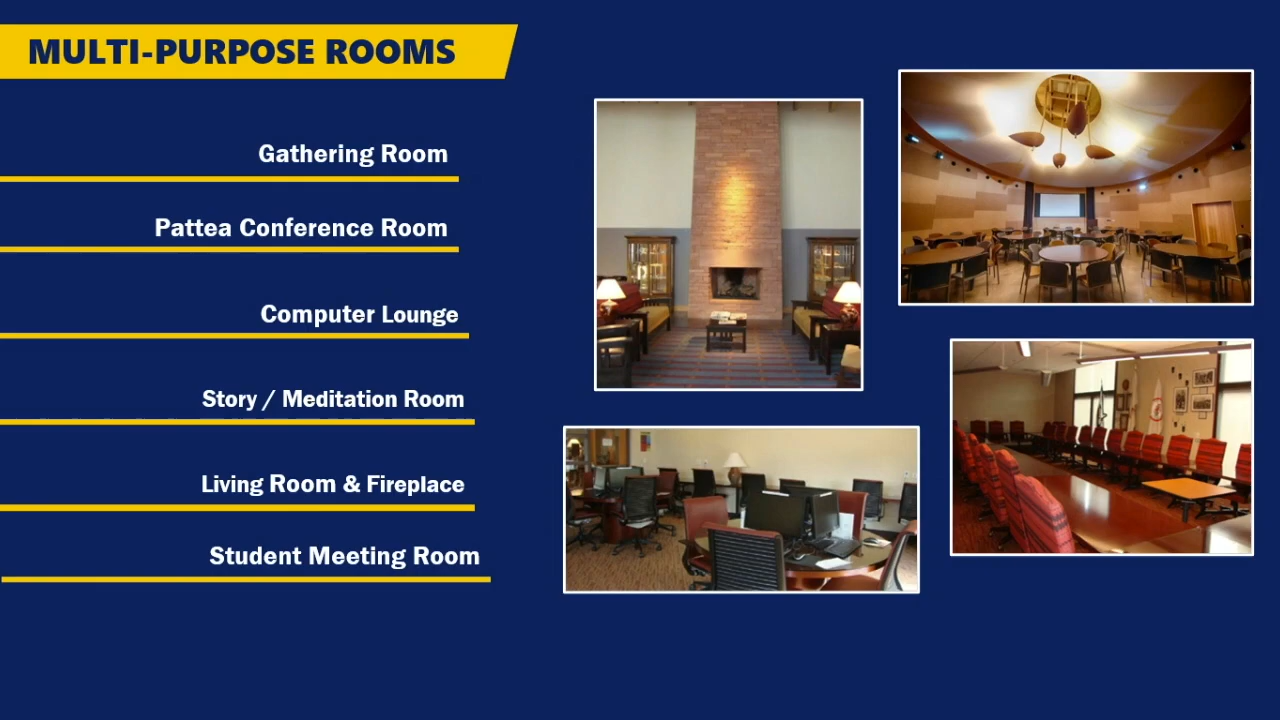 MULTI-PURPOSE ROOMS
Gathering Room
Pattea Conference Room
Computer Lounge
Story / Meditation Room
Living Room & Fireplace
Student Meeting Room